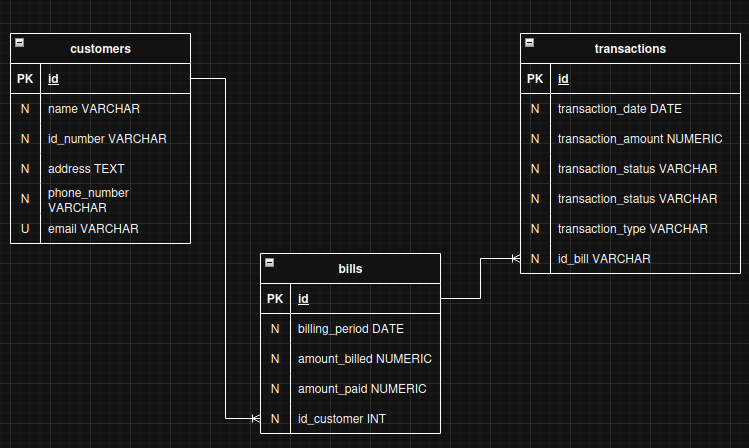 customers
PK id
N name VARCHAR
N id_number VARCHAR
N address TEXT
N phone_number
VARCHAR
U email VARCHAR
transactions
PK id
N transaction_date DATE
N transaction_amount NUMERIC
N transaction_status VARCHAR
N transaction_status VARCHAR
N transaction_type VARCHAR
N id_bill VARCHAR
bills
PK id
N billing_period DATE
N amount_billed NUMERIC
N amount_paid NUMERIC
N id_customer INT